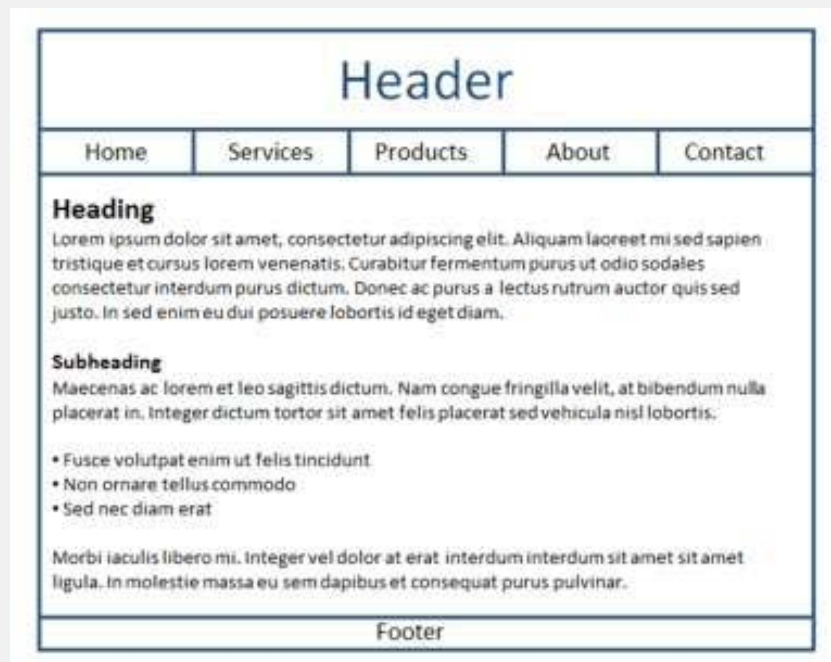 Header
Home Services Products About Contact
Heading
Lorem ipsum dolor sit amet, consectetur adipiscing elit. Aliquam laoreet mi sed sapien
tristique et cursus lorem venenatis. Curabitur fermentum purus ut odio sodales
consectetur interdum purus dictum. Donec ac purus a lectus rutrum auctor quis sed
justo. In sed enim eu dui posuere lobortis id eget diam.
Subheading
Maecenas ac lorem et leo sagittis dictum. Nam congue fringilla velit, at bibendum nulla
placerat in. Integer dictum tortor sit amet felis placerat sed vehicula nisl lobortis.
• Fusce volutpat enim ut felis tincidunt
• Non ornare tellus commodo
• Sed nec diam erat
Morbi iaculis libero mi. Integer vel dolor at erat interdum interdum sit amet sit amet
ligula. In molestie massa eu sem dapibus et consequat purus pulvinar.
Footer